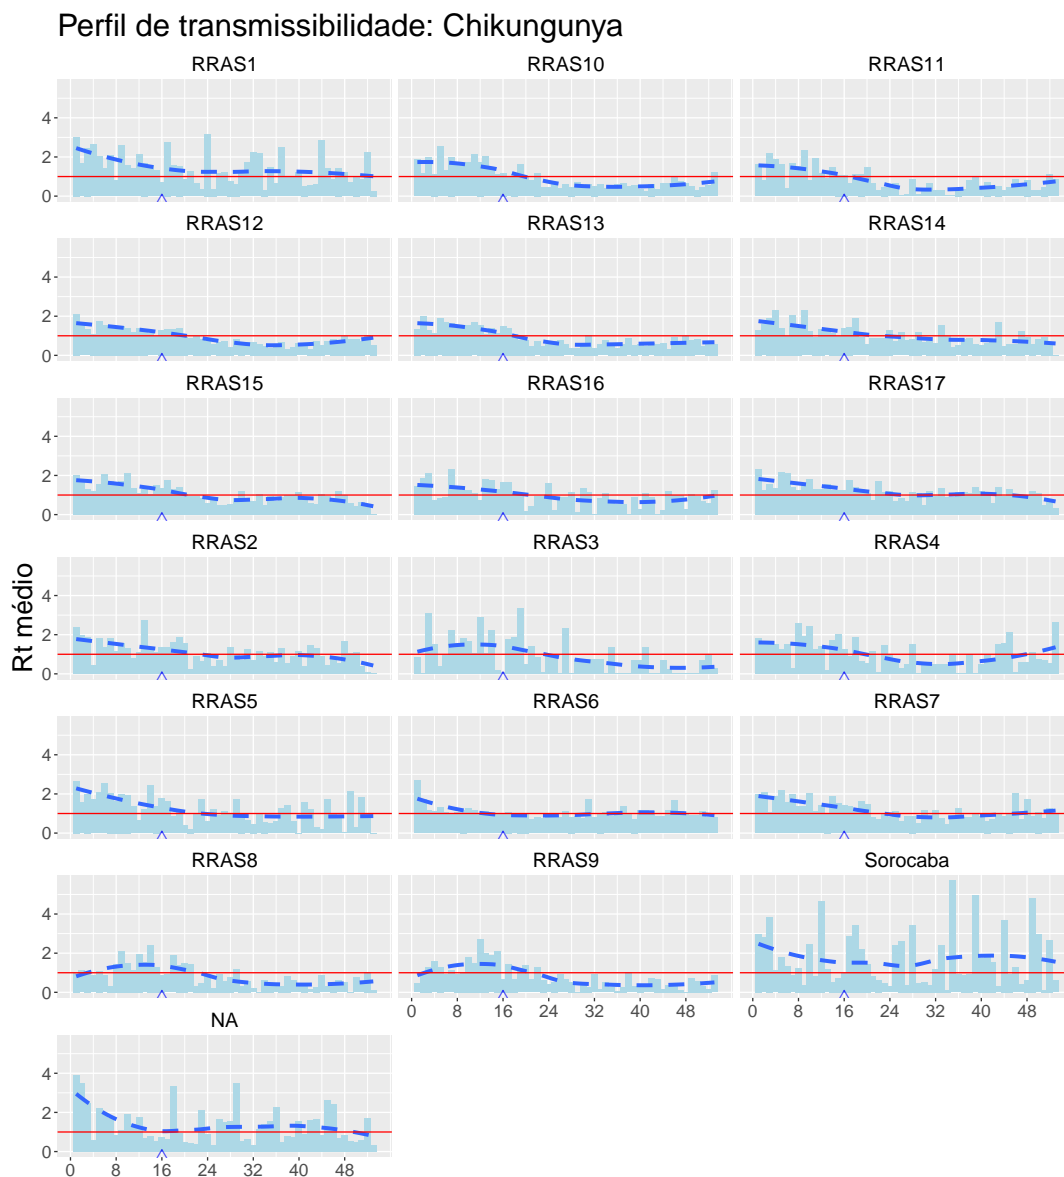 Perfil de transmissibilidade: Chikungunya
RRAS1 RRAS10 RRAS11
4
2
0
RRAS12 RRAS13 RRAS14
4
2
0
RRAS15 RRAS16 RRAS17
4
2
0
RRAS2 RRAS3 RRAS4
4
2
0
Rt médio
RRAS5 RRAS6 RRAS7
4
2
0
RRAS8 RRAS9 Sorocaba
4
2
0
0 8 16 24 32 40 48 0 8 16 24 32 40 48
NA
4
2
0
0 8 16 24 32 40 48